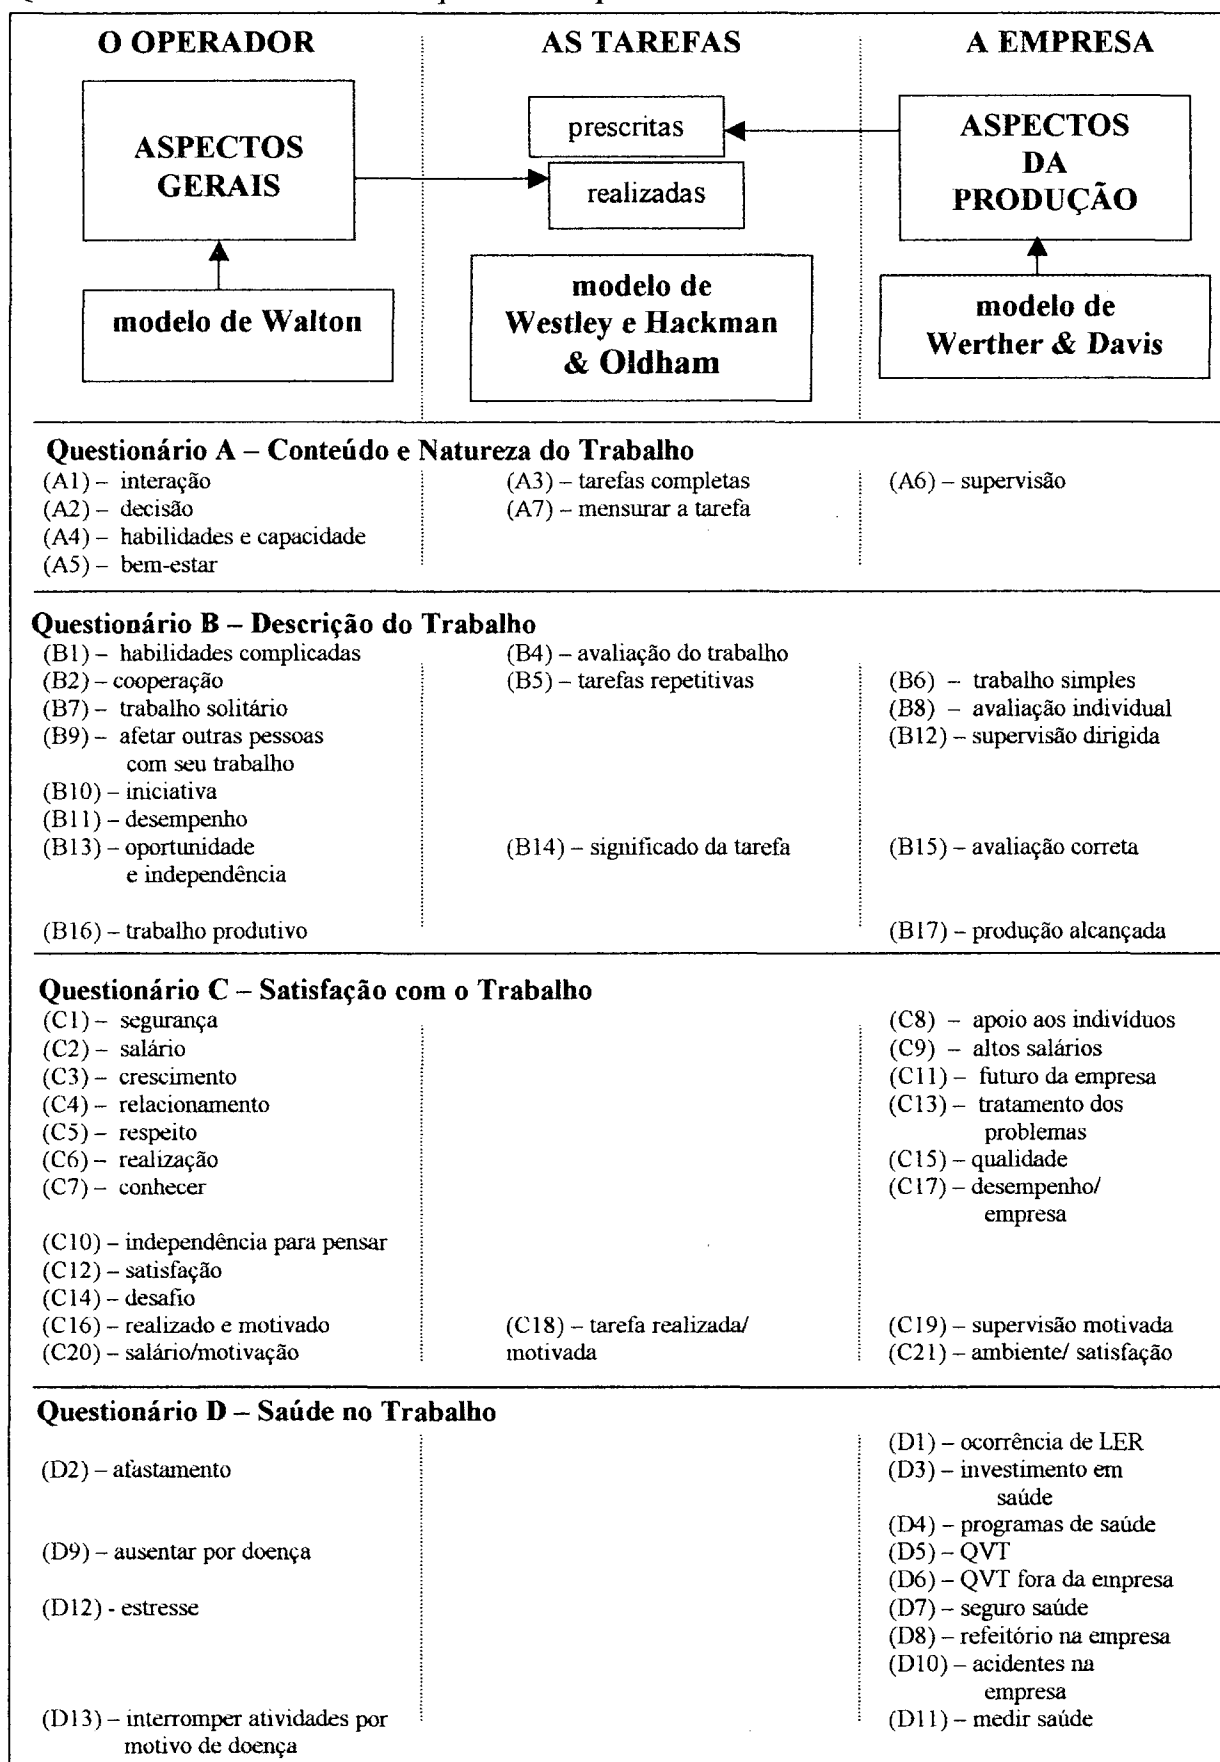 O OPERADOR
AS TAREFAS
A EMPRESA
ASPECTOS
GERAIS
prescritas
realizadas
ASPECTOS
DA
PRODUÇÃO
modelo de Walton
modelo de
Westley e Hackman
& Oldham
modelo de
Werther & Davis
Questionário A – Conteúdo e Natureza do Trabalho
(A1) – interação
(A2) – decisão
(A4) – habilidades e capacidade
(A5) – bem-estar
(A3) – tarefas completas
(A7) – mensurar a tarefa
(A6) – supervisão
Questionário B – Descrição do Trabalho
(B1) – habilidades complicadas
(B2) – cooperação
(B7) – trabalho solitário
(B9) – afetar outras pessoas
com seu trabalho
(B10) – iniciativa
(B11) – desempenho
(B13) – oportunidade
e independência
(B16) – trabalho produtivo
(B4) – avaliação do trabalho
(B5) – tarefas repetitivas
(B14) – significado da tarefa
(B6) – trabalho simples
(B8) – avaliação individual
(B12) – supervisão dirigida
(B15) – avaliação correta
(B17) – produção alcançada
Questionário C – Satisfação com o Trabalho
(C1) – segurança
(C2) – salário
(C3) – crescimento
(C4) – relacionamento
(C5) – respeito
(C6) – realização
(C7) – conhecer
(C10) – independência para pensar
(C12) – satisfação
(C14) – desafio
(C16) – realizado e motivado
(C20) – salário/motivação
(C18) – tarefa realizada/
motivada
(C8) – apoio aos indivíduos
(C9) – altos salários
(C11) – futuro da empresa
(C13) – tratamento dos
problemas
(C15) – qualidade
(C17) – desempenho/
empresa
(C19) – supervisão motivada
(C21) – ambiente/ satisfação
Questionário D – Saúde no Trabalho
(D2) – afastamento
(D9) – ausentar por doença
(D12) - estresse
(D13) – interromper atividades por
motivo de doença
(D1) – ocorrência de LER
(D3) – investimento em
saúde
(D4) – programas de saúde
(D5) – QVT
(D6) – QVT fora da empresa
(D7) – seguro saúde
(D8) – refeitório na empresa
(D10) – acidentes na
empresa
(D11) – medir saúde